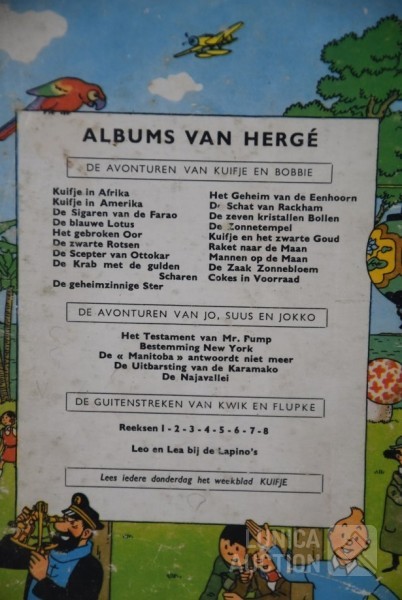 ALBUMS VAN HERGÉ
DE AVONTUREN VAN KUIFJE EN BOBBIE
Kuifje in Afrika
Kuifje in Amerika
De Sigaren van de Farao
De blauwe Lotus
Het gebroken Oor
De zwarte Rotsen
De Scepter van Ottokar
De Krab met de gulden
Scharen
De geheimzinnige Ster
Het Geheim van de Eenhoorn
De Schat van Rackham
De zeven kristallen Bollen
De Zonnetempel
Kuifje en het zwarte Goud
Raket naar de Maan
Mannen op de Maan
De Zaak Zonnebloem
Cokes in Voorraad
DE AVONTUREN VAN JO, SUUS EN JOKKO
Het Testament van Mr. Pump
Bestemming New York
De « Manitoba » antwoordt niet meer
De Uitbarsting van de Karamako
De Najavallei
DE GUITENSTREKEN VAN KWIK EN FLUPKE
Reeksen 1 - 2 - 3 - 4 - 5 - 6 - 7 - 8
Leo en Lea bij de Lapino's
Lees iedere donderdag het weekblad KUIFJE
AUCTION